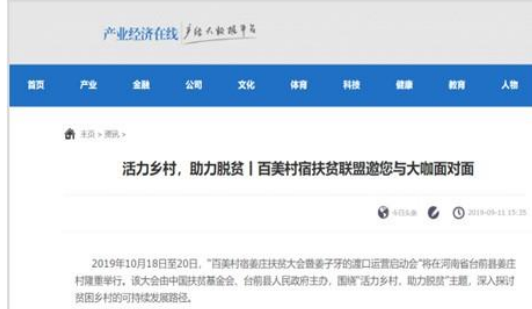 产业经济在线
首页 产业 金融 公司 文化 体育 科技 健康 教育 人物
主页 > 资讯 >
活力乡村，助力脱贫丨百美村宿扶贫联盟邀您与大咖面对面
今日头条 2019-09-11 15:35
2019年10月18日至20日，“百美村宿姜庄扶贫大会暨姜子牙的渡口运营启动会”将在河南省台前县姜庄
村隆重举行。该大会由中国扶贫基金会、台前县人民政府主办，围绕“活力乡村，助力脱贫”主题，深入探讨
贫困乡村的可持续发展路径。